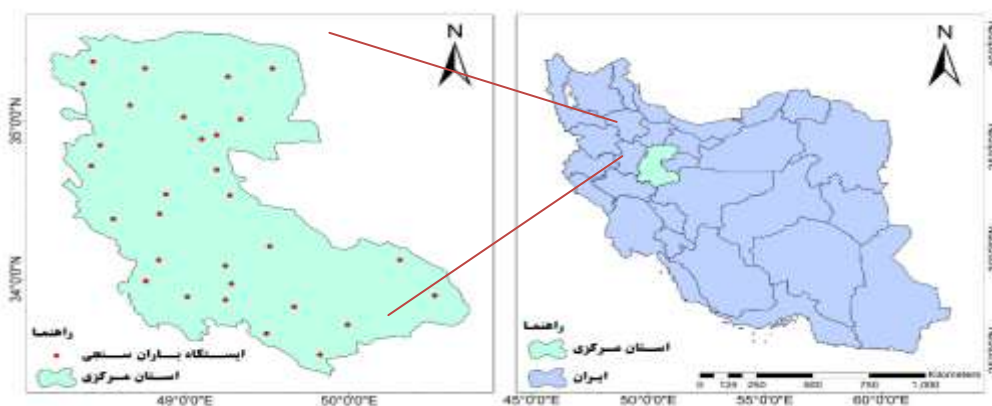 N
35°0'0"N
34°0'0"N
راهنما
ایستگاه باران سنجی
استان مرکزی
49°0'0"E
50°0'0"E
N
راهنما
استان مرکزی
ایران
Kilometers
0 125 250 500 750 1,000
45°0'0"E
50°0'0"E
55°0'0"E
60°0'0"E